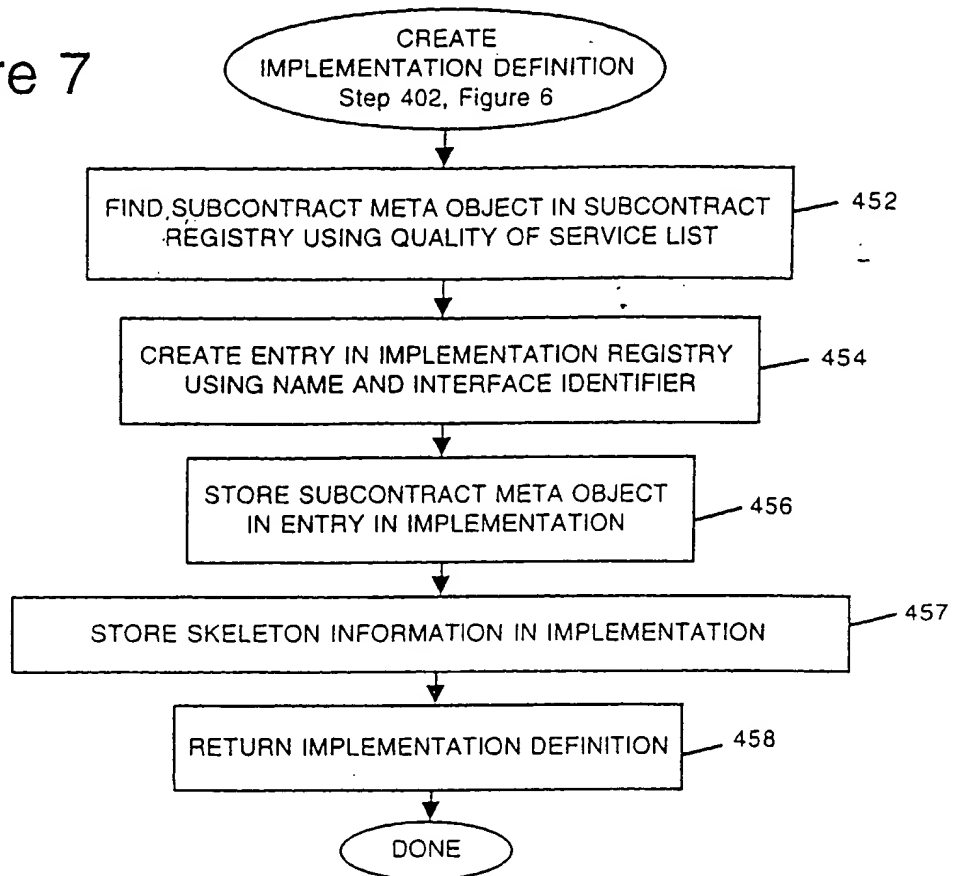 re 7
CREATE
IMPLEMENTATION DEFINITION
Step 402, Figure 6
FIND SUBCONTRACT META OBJECT IN SUBCONTRACT
REGISTRY USING QUALITY OF SERVICE LIST
452
CREATE ENTRY IN IMPLEMENTATION REGISTRY
USING NAME AND INTERFACE IDENTIFIER
454
STORE SUBCONTRACT META OBJECT
IN ENTRY IN IMPLEMENTATION
456
STORE SKELETON INFORMATION IN IMPLEMENTATION
457
RETURN IMPLEMENTATION DEFINITION
458
DONE